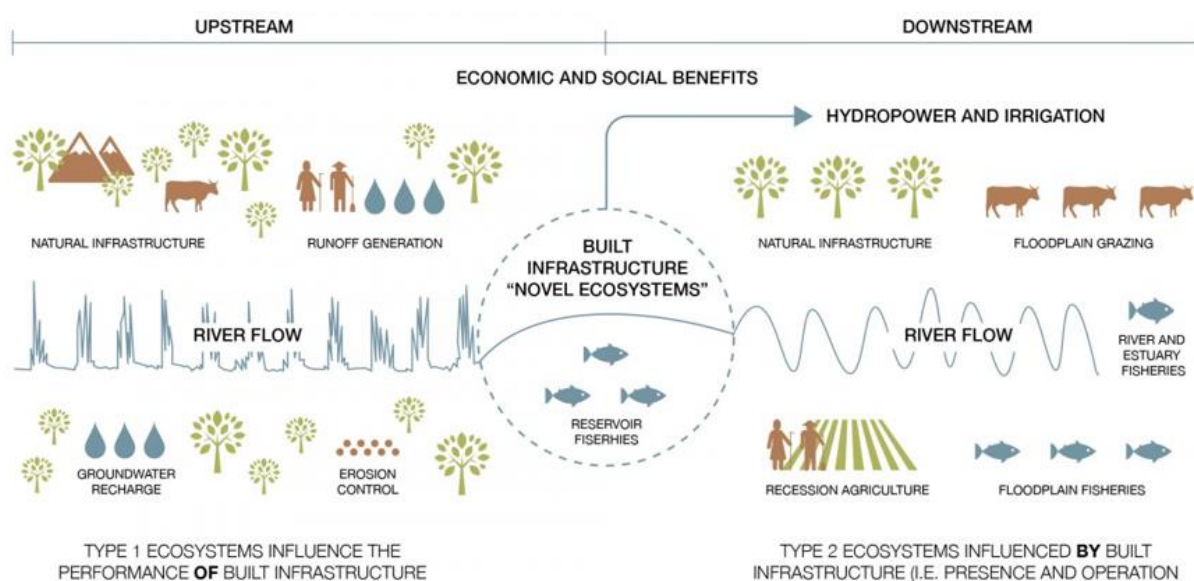 UPSTREAM
DOWNSTREAM
ECONOMIC AND SOCIAL BENEFITS
HYDROPOWER AND IRRIGATION
NATURAL INFRASTRUCTURE
RUNOFF GENERATION
BUILT
INFRASTRUCTURE
“NOVEL ECOSYSTEMS”
NATURAL INFRASTRUCTURE
FLOODPLAIN GRAZING
RIVER FLOW
RIVER FLOW
RIVER AND
ESTUARY
FISHERIES
RESERVOIR
FISERHIES
GROUNDWATER
RECHARGE
EROSION
CONTROL
RECESSION AGRICULTURE
FLOODPLAIN FISHERIES
TYPE 1 ECOSYSTEMS INFLUENCE THE
PERFORMANCE OF BUILT INFRASTRUCTURE
TYPE 2 ECOSYSTEMS INFLUENCED BY BUILT
INFRASTRUCTURE (I.E. PRESENCE AND OPERATION